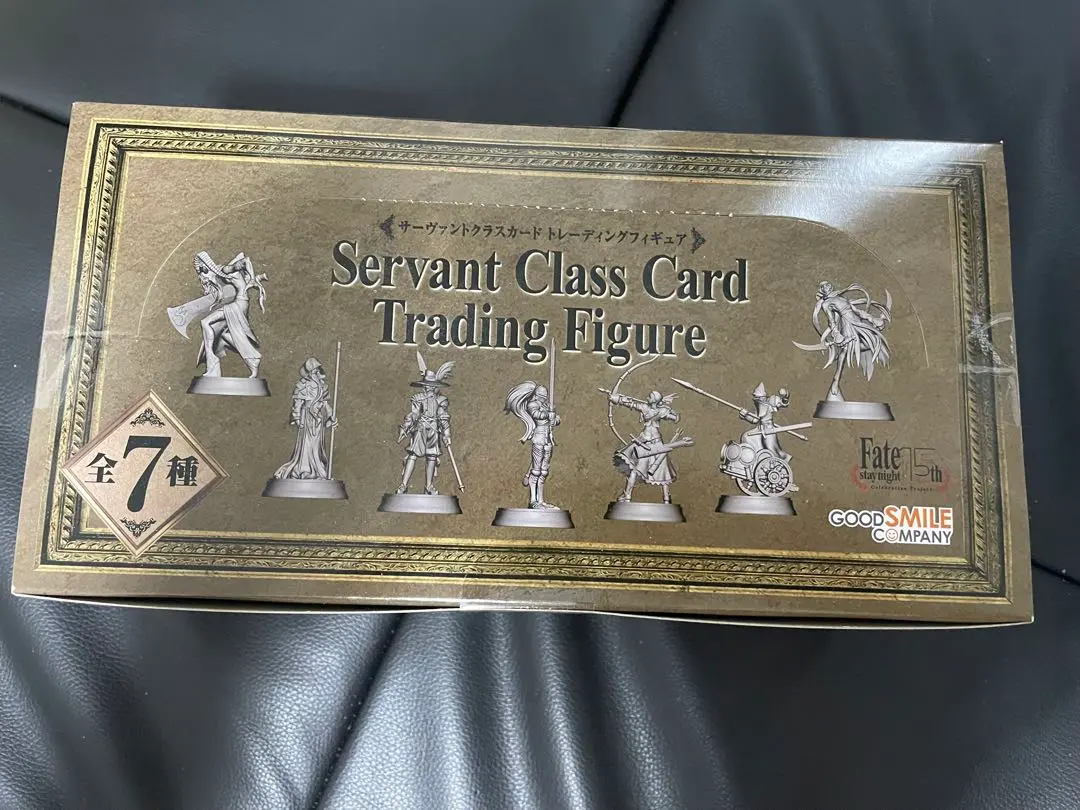 サーヴァントクラスカード トレーディングフィギュア
Servant Class Card
Trading Figure
全7種
Fate
stay night
15th
Celebration Project
GOOD SMILE
COMPANY